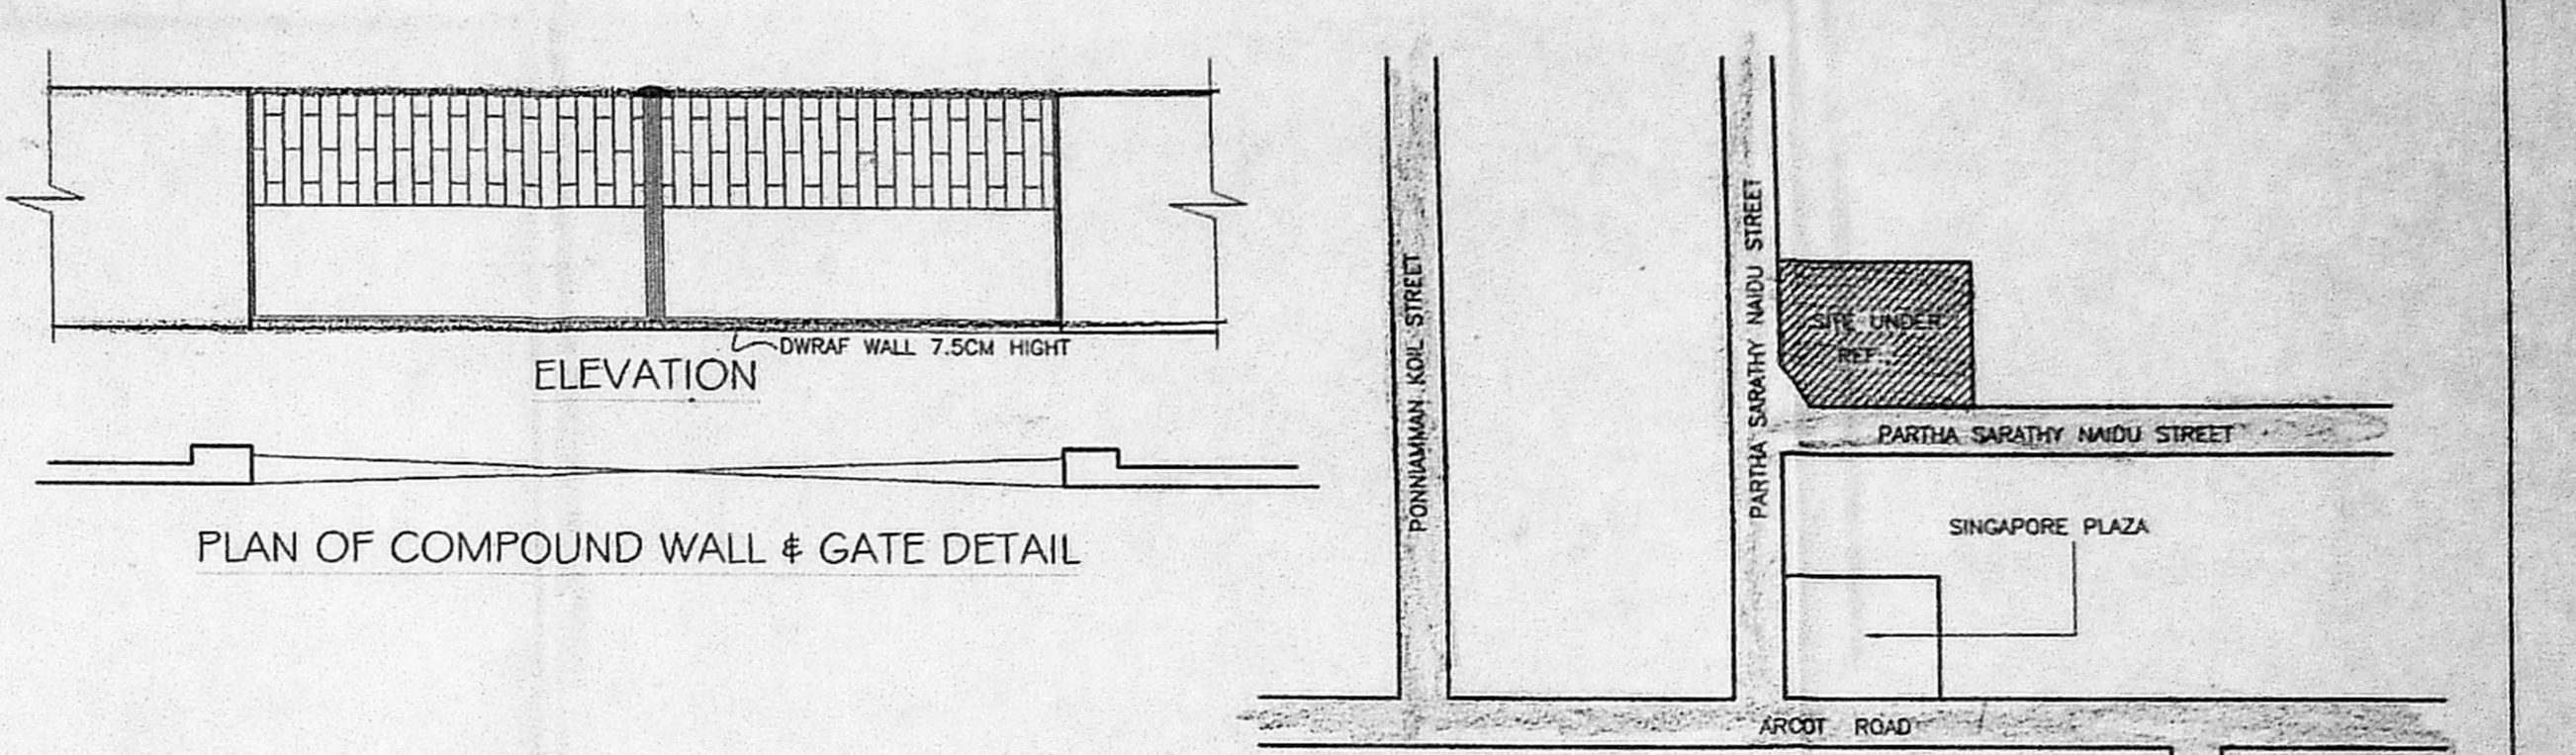 DWRAF WALL 7.5CM HIGHT
ELEVATION
PLAN OF COMPOUND WALL & GATE DETAIL
PONNIAMMAN KOIL STREET
PARTHA SARATHY NAIDU STREET
SITE UNDER
REF.:
PARTHA SARATHY NAIDU STREET
SINGAPORE PLAZA
ARCOT ROAD